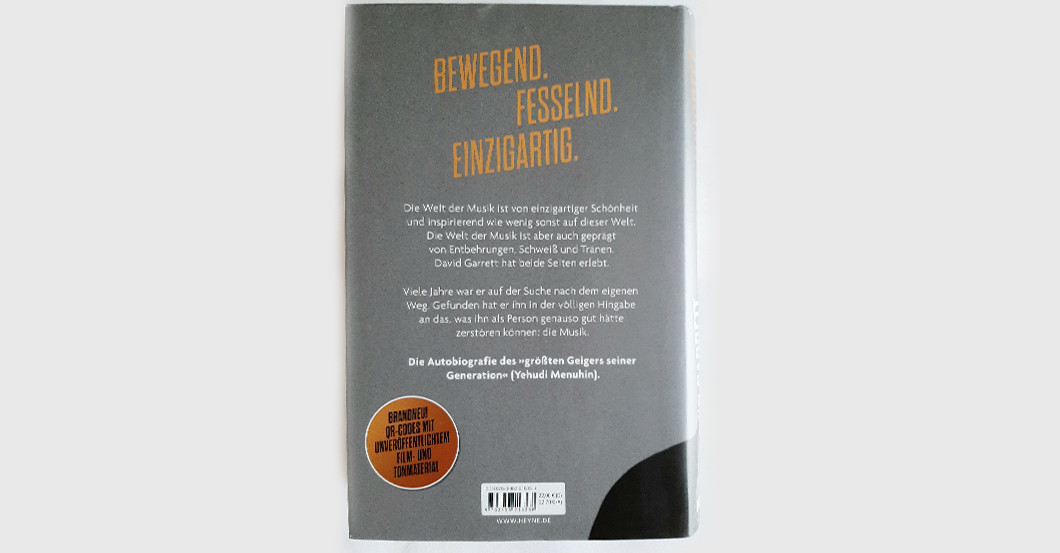 BEWEGEND.
FESSELND.
EINZIGARTIG.
Die Welt der Musik ist von einzigartiger Schönheit
und inspirierend wie wenig sonst auf dieser Welt.
Die Welt der Musik ist aber auch geprägt
von Entbehrungen, Schweiß und Tränen.
David Garrett hat beide Seiten erlebt.
Viele Jahre war er auf der Suche nach dem eigenen
Weg. Gefunden hat er ihn in der völligen Hingabe
an das, was ihn als Person genauso gut hätte
zerstören können: die Musik.
Die Autobiografie des »größten Geigers seiner
Generation« (Yehudi Menuhin).
BRANDNEU!
QR-CODES MIT
UNVERÖFFENTLICHTEM
FILM- UND
TONMATERIAL
WWW.HEYNE.DE